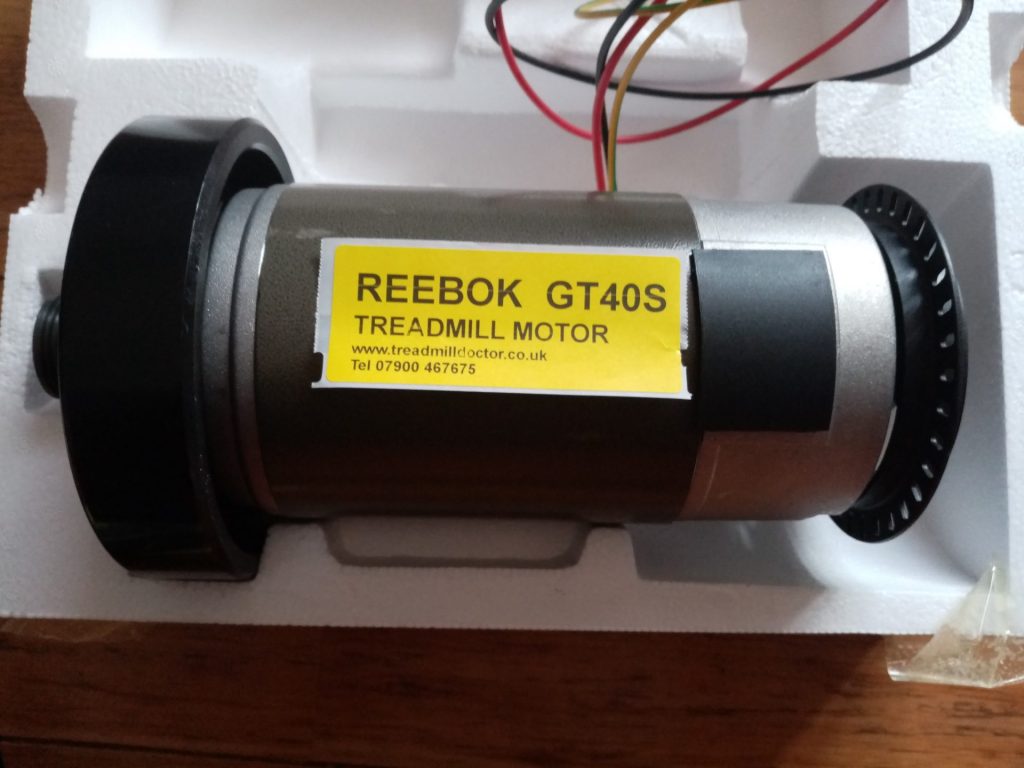 REEBOK GT40S
TREADMILL MOTOR
www.treadmilldoctor.co.uk
Tel 07900 467675